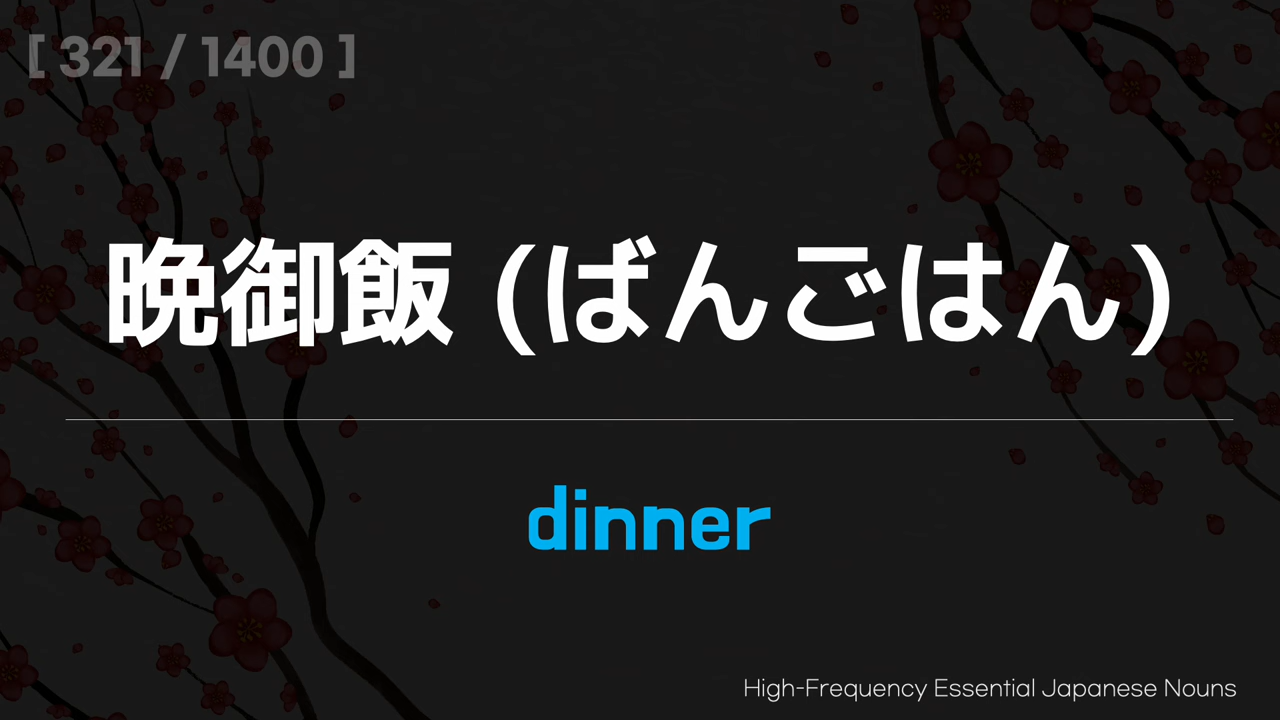 [ 321 / 1400 ]
晩御飯 (ばんごはん)
dinner
High-Frequency Essential Japanese Nouns